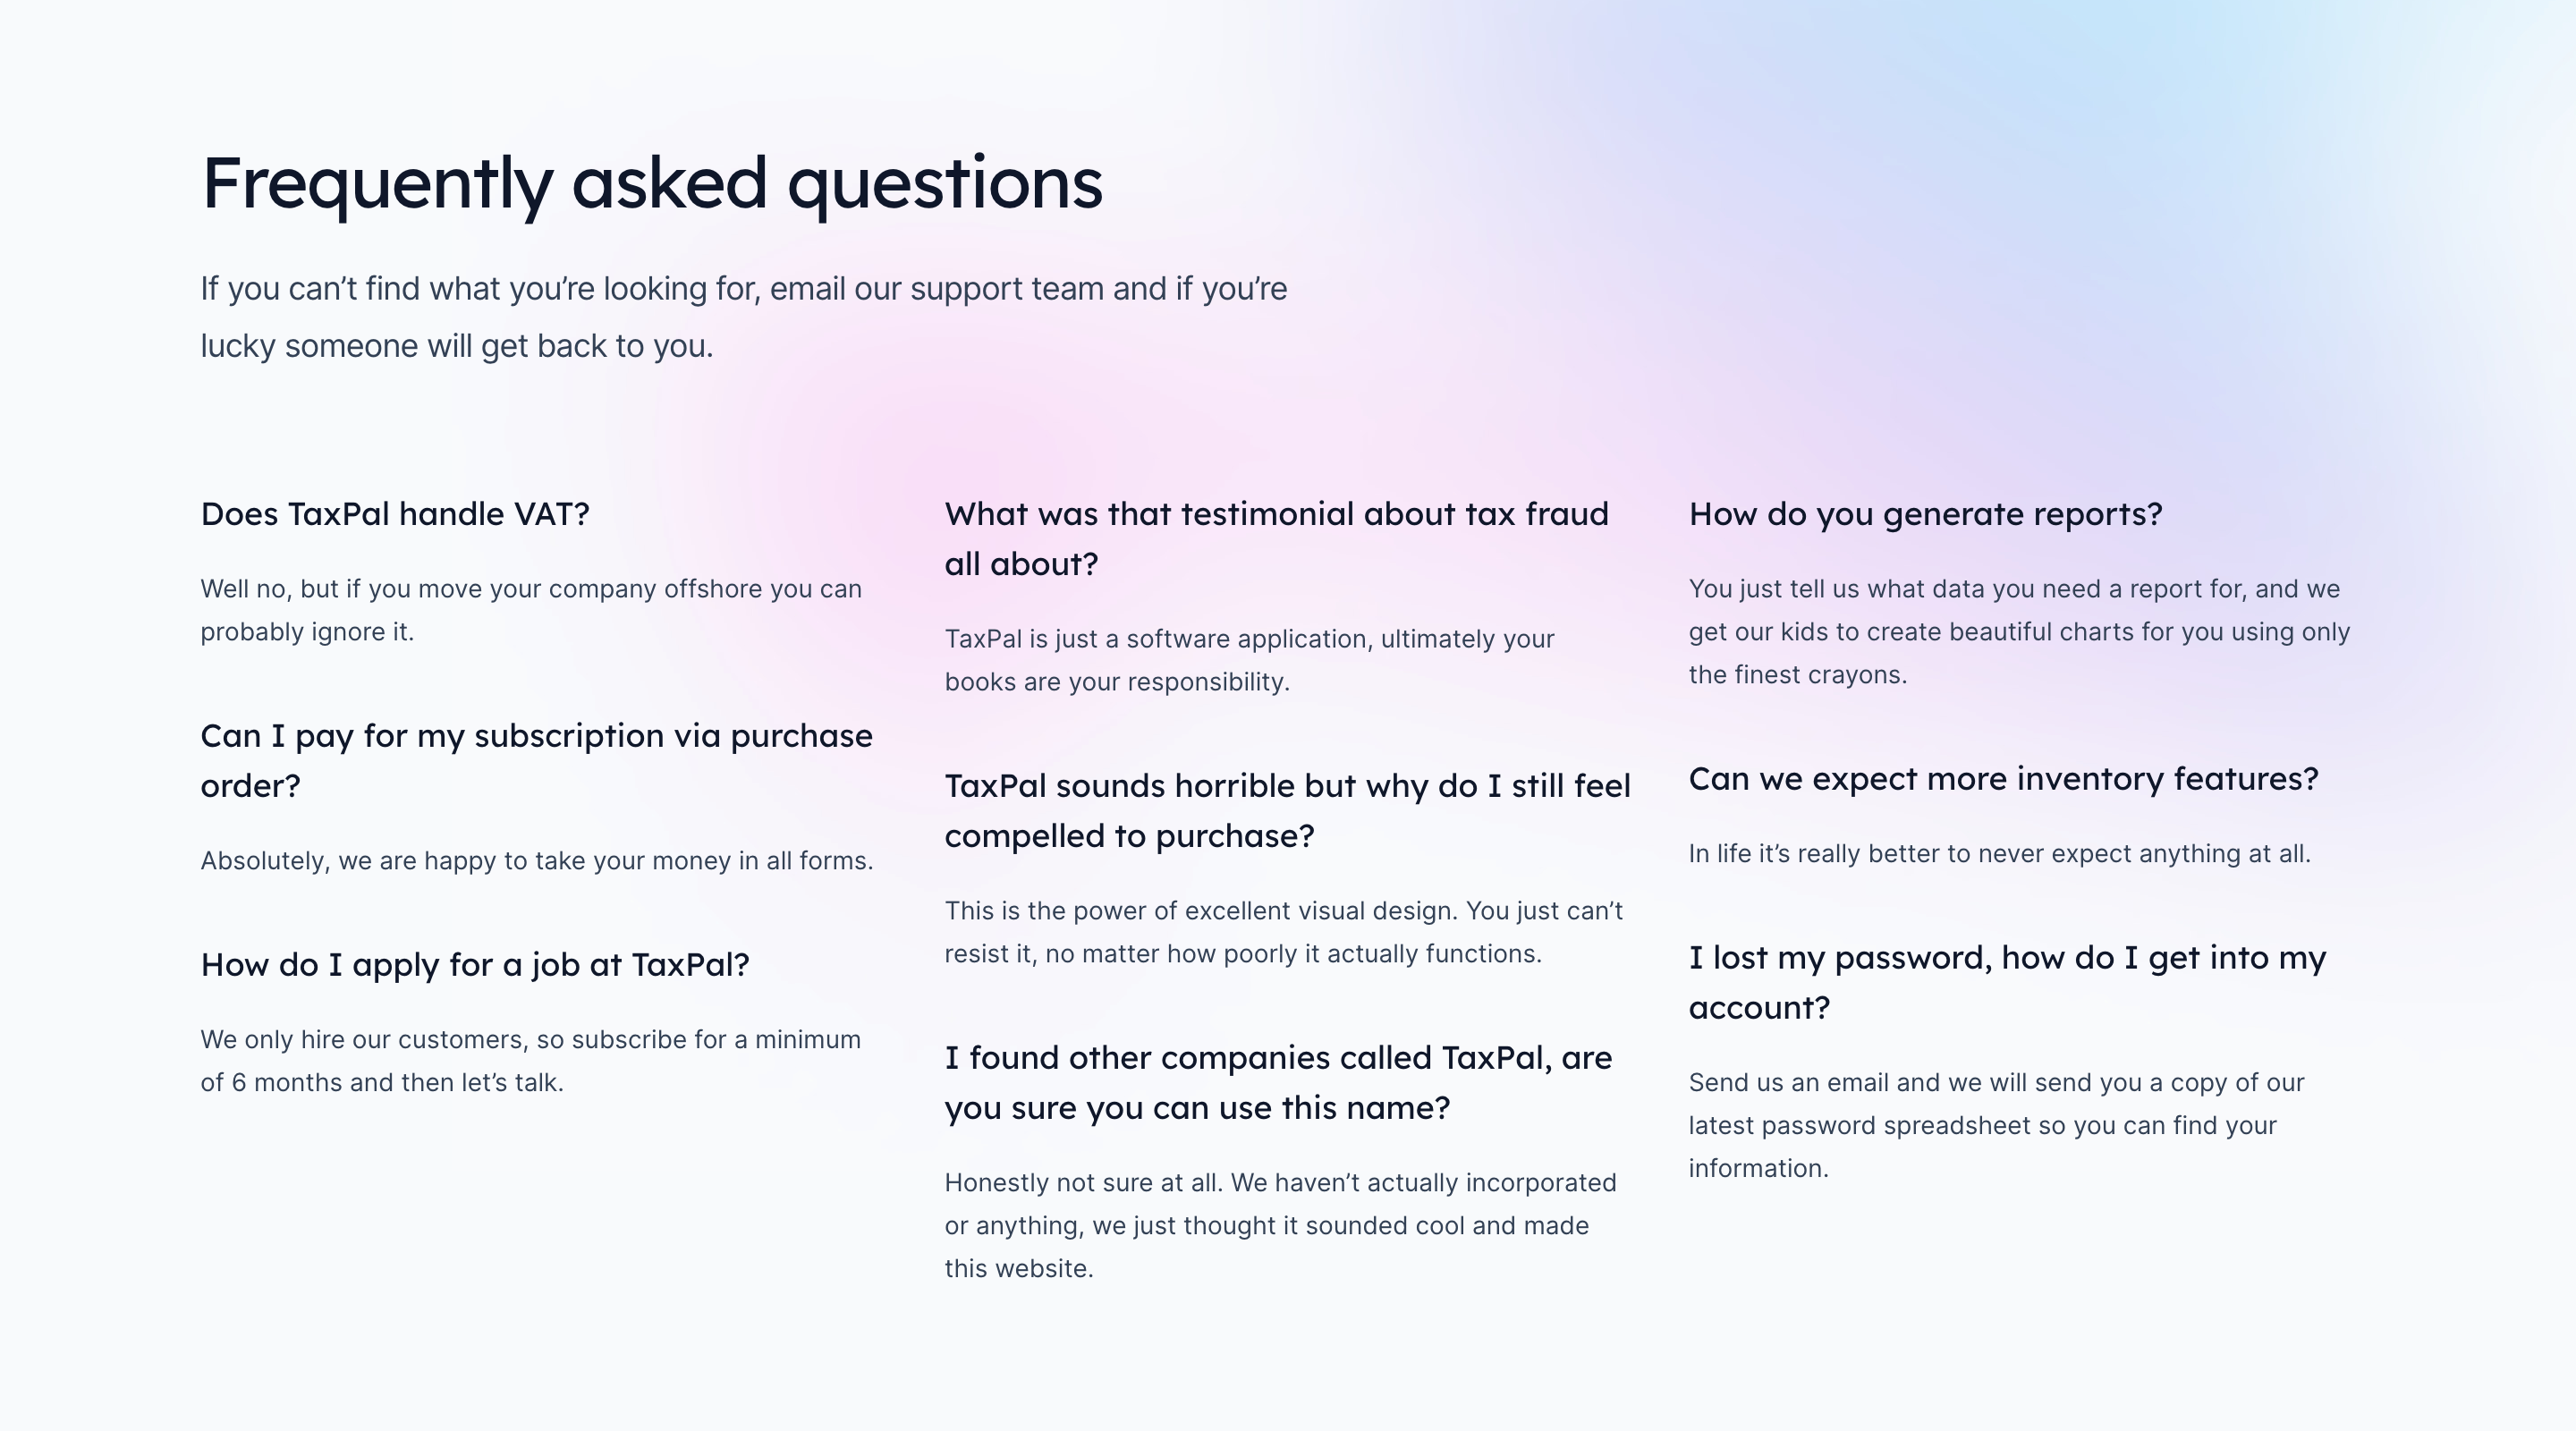 Frequently asked questions
If you can’t find what you’re looking for, email our support team and if you’re
lucky someone will get back to you.
Does TaxPal handle VAT?
Well no, but if you move your company offshore you can
probably ignore it.
Can I pay for my subscription via purchase
order?
Absolutely, we are happy to take your money in all forms.
How do I apply for a job at TaxPal?
We only hire our customers, so subscribe for a minimum
of 6 months and then let’s talk.
What was that testimonial about tax fraud
all about?
TaxPal is just a software application, ultimately your
books are your responsibility.
TaxPal sounds horrible but why do I still feel
compelled to purchase?
This is the power of excellent visual design. You just can’t
resist it, no matter how poorly it actually functions.
I found other companies called TaxPal, are
you sure you can use this name?
Honestly not sure at all. We haven’t actually incorporated
or anything, we just thought it sounded cool and made
this website.
How do you generate reports?
You just tell us what data you need a report for, and we
get our kids to create beautiful charts for you using only
the finest crayons.
Can we expect more inventory features?
In life it’s really better to never expect anything at all.
I lost my password, how do I get into my
account?
Send us an email and we will send you a copy of our
latest password spreadsheet so you can find your
information.